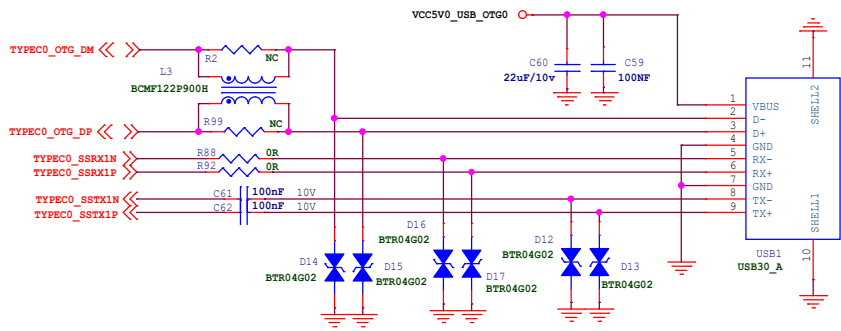 VCC5V0_USB_OTG0
TYPEC0_OTG_DM
R2
NC
L3
BCMF122P900H
C60
22uF/10v
C59
100NF
11
SHELL2
TYPEC0_OTG_DP
R99
NC
1 VBUS
2 D-
3 D+
4 GND
5 RX-
6 RX+
7 GND
8 TX-
9 TX+
TYPEC0_SSRX1N
R88
0R
TYPEC0_SSRX1P
R92
0R
TYPEC0_SSTX1N
C61
100nF
10V
TYPEC0_SSTX1P
C62
100nF
10V
SHELL1
10
USB1
USB30_A
D14
BTR04G02
D15
BTR04G02
D16
BTR04G02
D17
BTR04G02
D12
BTR04G02
D13
BTR04G02